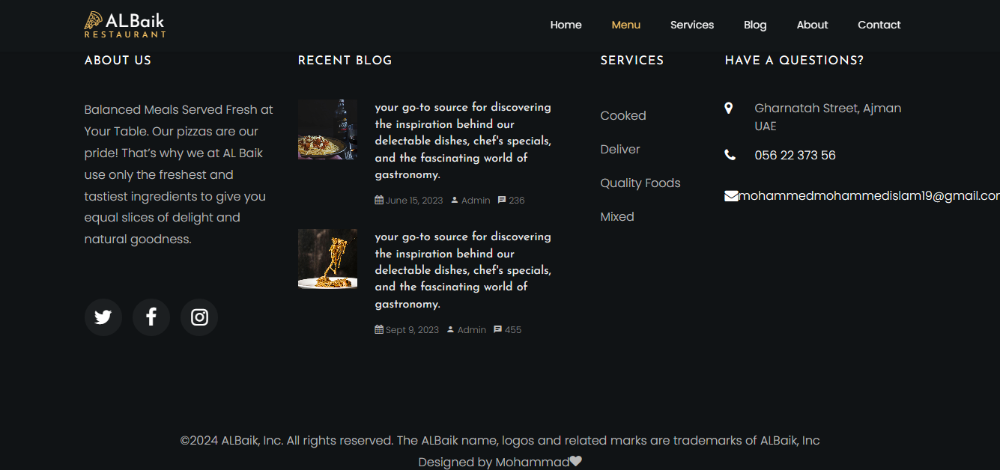 ALBaik
RESTAURANT
Home
Menu
Services
Blog
About
Contact
ABOUT US
Balanced Meals Served Fresh at
Your Table. Our pizzas are our
pride! That’s why we at AL Baik
use only the freshest and
tastiest ingredients to give you
equal slices of delight and
natural goodness.
RECENT BLOG
your go-to source for discovering
the inspiration behind our
delectable dishes, chef's specials,
and the fascinating world of
gastronomy.
June 15, 2023 Admin 236
your go-to source for discovering
the inspiration behind our
delectable dishes, chef's specials,
and the fascinating world of
gastronomy.
Sept 9, 2023 Admin 455
SERVICES
Cooked
Deliver
Quality Foods
Mixed
HAVE A QUESTIONS?
Gharnatah Street, Ajman
UAE
056 22 373 56
mohammedmohammedislam19@gmail.cor
©2024 ALBaik, Inc. All rights reserved. The ALBaik name, logos and related marks are trademarks of ALBaik, Inc
Designed by Mohammad